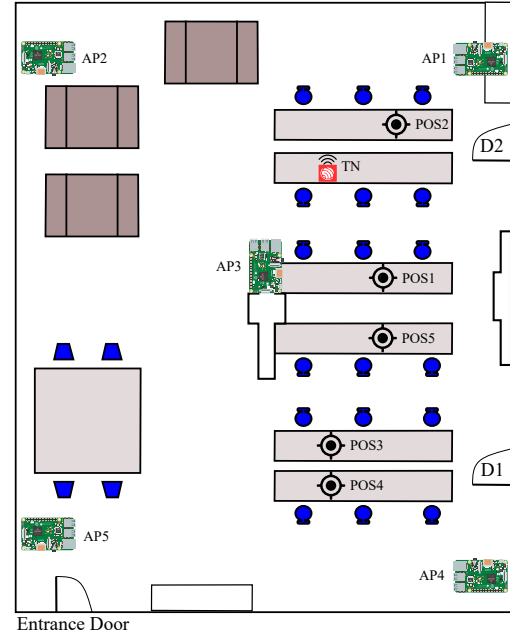 AP2
AP1
POS2
D2
TN
AP3
POS1
POS5
POS3
D1
POS4
AP5
AP4
Entrance Door